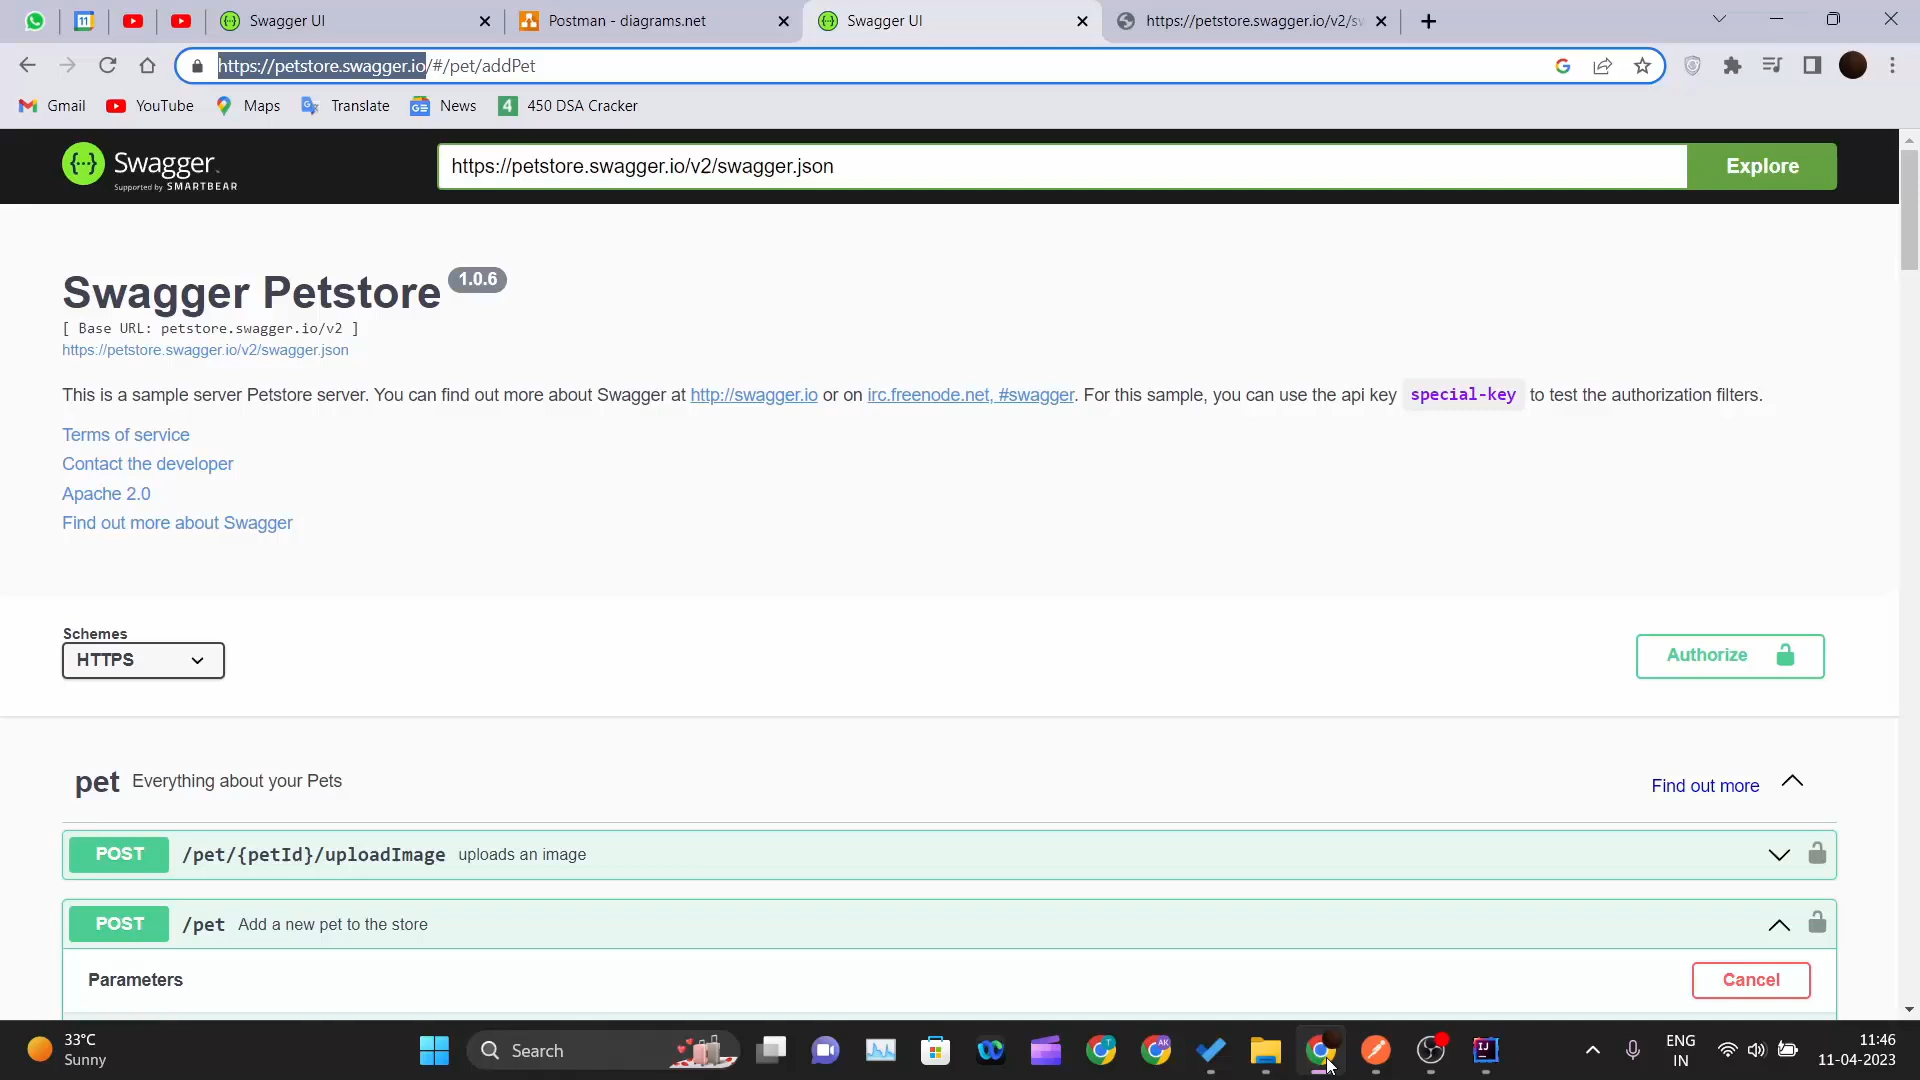 Swagger UI
Postman - diagrams.net
Swagger UI
https://petstore.swagger.io/v2/sw
https://petstore.swagger.io/#/pet/addPet
Gmail
YouTube
Maps
Translate
News
4
450 DSA Cracker
Swagger.
Supported by SMARTBEAR
https://petstore.swagger.io/v2/swagger.json
Explore
Swagger Petstore 1.0.6
[ Base URL: petstore.swagger.io/v2 ]
https://petstore.swagger.io/v2/swagger.json
This is a sample server Petstore server. You can find out more about Swagger at http://swagger.io or on irc.freenode.net, #swagger. For this sample, you can use the api key special-key to test the authorization filters.
Terms of service
Contact the developer
Apache 2.0
Find out more about Swagger
Schemes
HTTPS
Authorize
pet Everything about your Pets
Find out more
POST /pet/{petId}/uploadImage uploads an image
POST /pet Add a new pet to the store
Parameters
Cancel
33°C
Sunny
Search
ENG
IN
11:46
11-04-2023